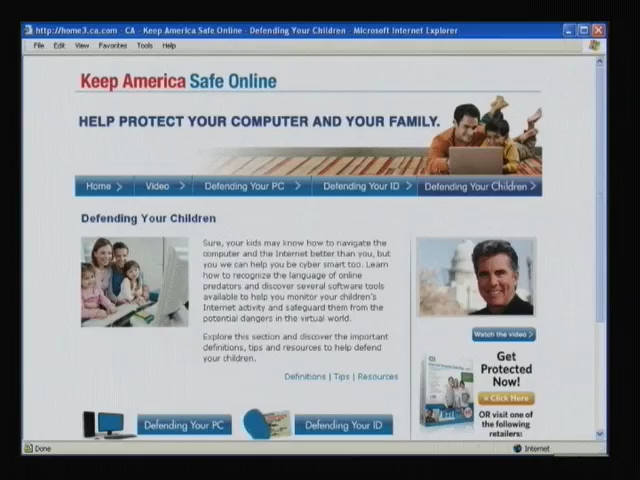 http://home3.ca.com - CA - Keep America Safe Online - Defending Your Children - Microsoft Internet Explorer
File Edit View Favorites Tools Help
Keep America Safe Online
HELP PROTECT YOUR COMPUTER AND YOUR FAMILY.
Home > Video > Defending Your PC > Defending Your ID > Defending Your Children >
Defending Your Children
Sure, your kids may know how to navigate the
computer and the Internet better than you, but
you we can help you be cyber smart too. Learn
how to recognize the language of online
predators and discover several software tools
available to help you monitor your children's
Internet activity and safeguard them from the
potential dangers in the virtual world.
Explore this section and discover the important
definitions, tips and resources to help defend
your children.
Definitions | Tips | Resources
Watch the video >
Get
Protected
Now!
» Click Here
OR visit one of
the following
retailers:
Defending Your PC
Defending Your ID
Done
Internet